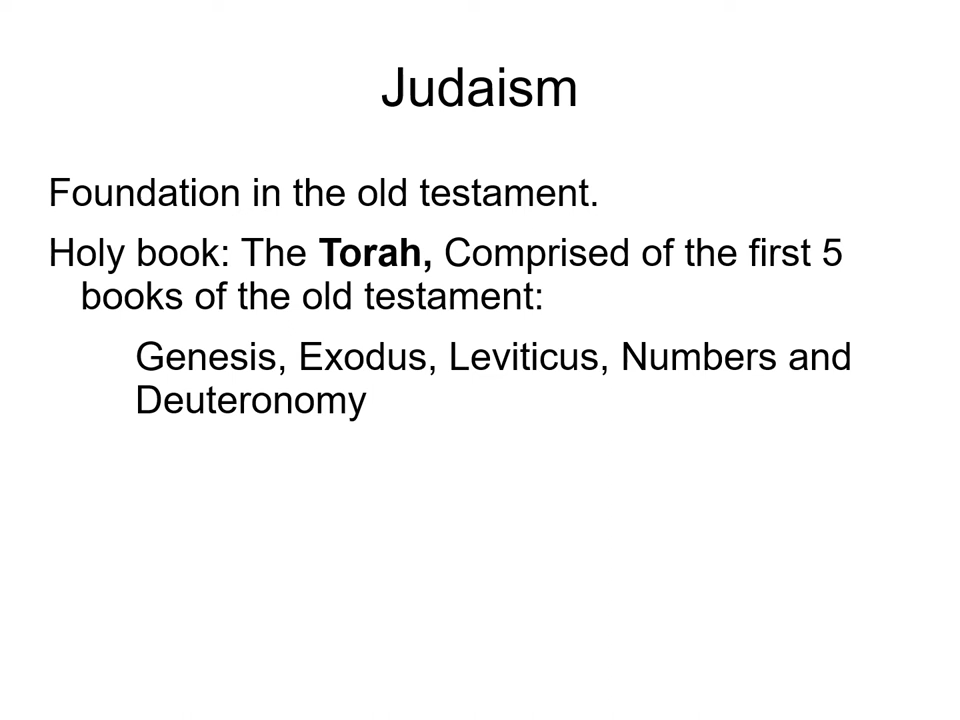 Judaism
Foundation in the old testament.
Holy book: The Torah, Comprised of the first 5
books of the old testament:
Genesis, Exodus, Leviticus, Numbers and
Deuteronomy